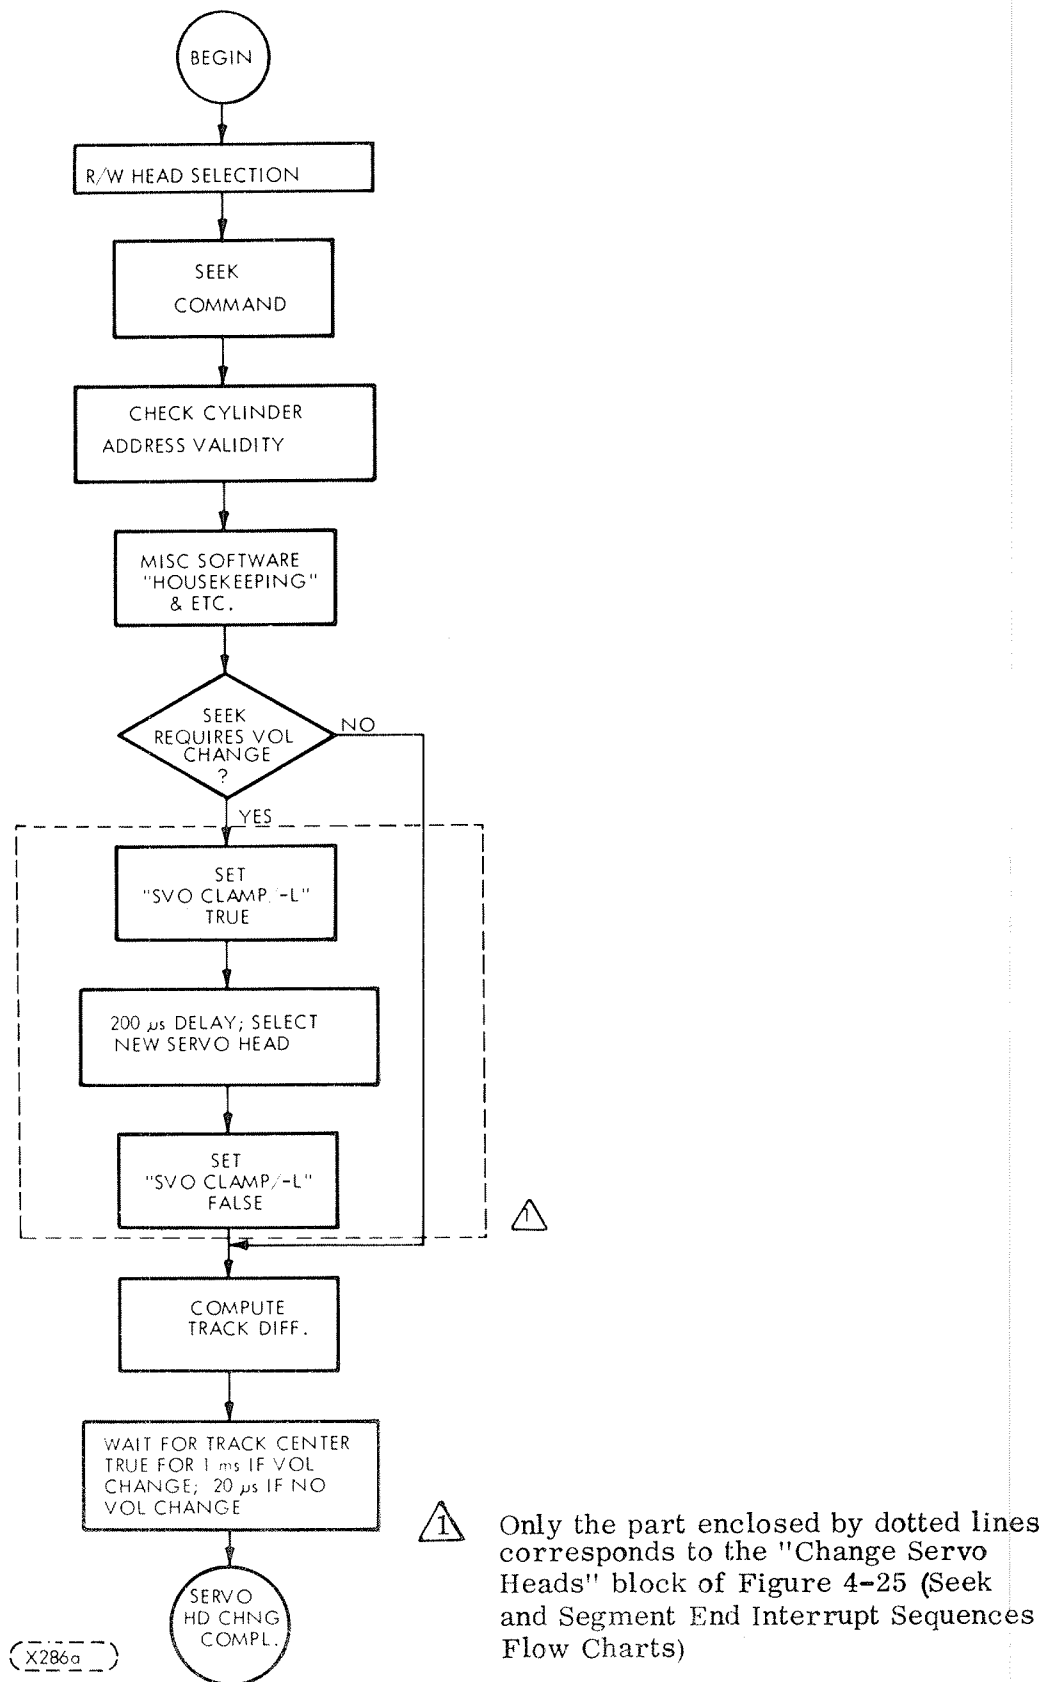 BEGIN
R/W HEAD SELECTION
SEEK
COMMAND
CHECK CYLINDER
ADDRESS VALIDITY
MISC SOFTWARE
"HOUSEKEEPING"
& ETC.
SEEK
REQUIRES VOL
CHANGE
?
NO
YES
SET
"SVO CLAMP/-L"
TRUE
200 µs DELAY; SELECT
NEW SERVO HEAD
SET
"SVO CLAMP/-L"
FALSE
1
COMPUTE
TRACK DIFF.
WAIT FOR TRACK CENTER
TRUE FOR 1 ms IF VOL
CHANGE; 20 µs IF NO
VOL CHANGE
SERVO
HD CHNG
COMPL.
X286a
1 Only the part enclosed by dotted lines
corresponds to the "Change Servo
Heads" block of Figure 4-25 (Seek
and Segment End Interrupt Sequences
Flow Charts)